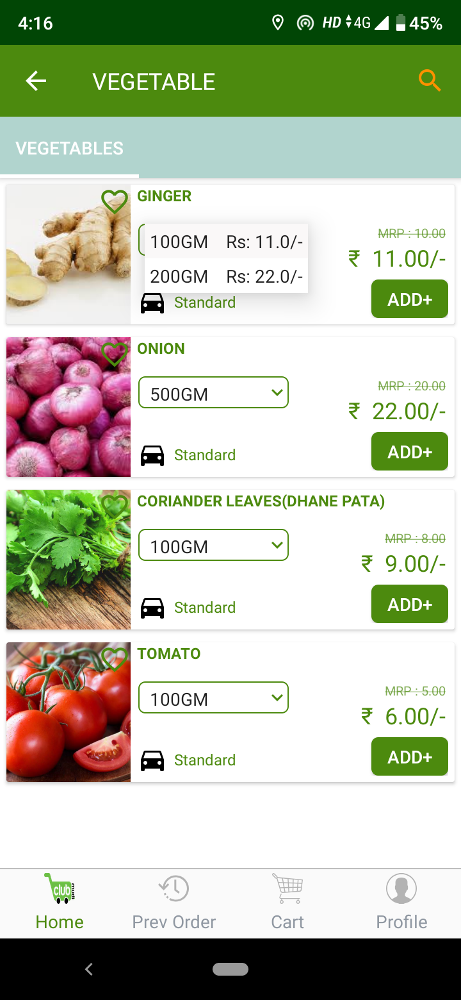 4:16 HD 4G 45%
VEGETABLE
VEGETABLES
GINGER
100GM Rs: 11.0/-
200GM Rs: 22.0/-
MRP : 10.00
₹ 11.00/-
Standard
ADD+
ONION
500GM
MRP : 20.00
₹ 22.00/-
Standard
ADD+
CORIANDER LEAVES(DHANE PATA)
100GM
MRP : 8.00
₹ 9.00/-
Standard
ADD+
TOMATO
100GM
MRP : 5.00
₹ 6.00/-
Standard
ADD+
club mudi
Home Prev Order Cart Profile